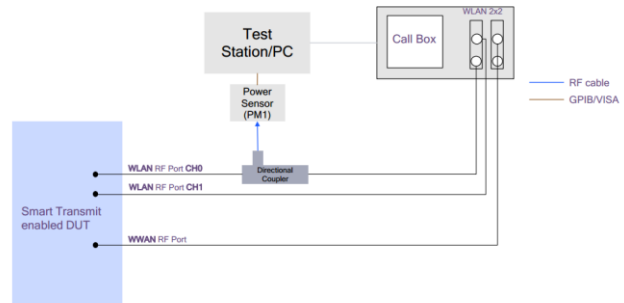 WLAN 2x2
Test
Station/PC
Call Box
RF cable
GPIB/VISA
Power
Sensor
(PM1)
WLAN RF Port CH0
Directional
Coupler
WLAN RF Port CH1
Smart Transmit
enabled DUT
WWAN RF Port